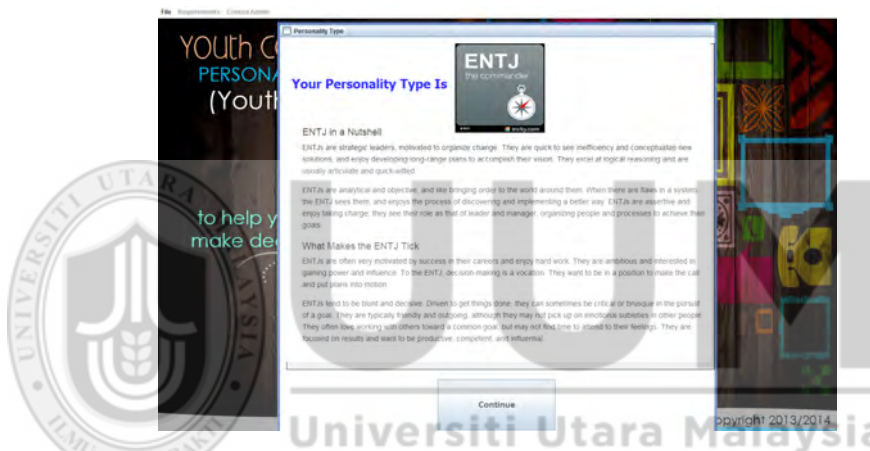 File Requirements
Personality Type
YOUth C
PERSONA
(Youth
ENTJ
the commander
Your Personality Type Is
ENTJ in a Nutshell
ENTJs are strategic leaders, motivated to organize change. They are quick to see inefficiency and conceptualize new
solutions, and enjoy developing long-range plans to accomplish their vision. They excel at logical reasoning and are
usually articulate and quick-witted.
ENTJs are analytical and objective, and like bringing order to the world around them. When there are flaws in a system,
the ENTJ sees them, and enjoys the process of discovering and implementing a better way. ENTJs are assertive and
enjoy taking charge; they see their role as that of leader and manager, organizing people and processes to achieve their
goals.
to help y
make dec
What Makes the ENTJ Tick
ENTJs are often very motivated by success in their careers and enjoy hard work. They are ambitious and interested in
gaining power and influence. To the ENTJ, decision-making is a vocation. They want to be in a position to make the call
and put plans into motion.
ENTJs tend to be blunt and decisive. Driven to get things done, they can sometimes be critical or brusque in the pursuit
of a goal. They are typically friendly and outgoing, although they may not pick up on emotional subtleties in other people.
They often love working with others toward a common goal, but may not find time to attend to their feelings. They are
focused on results and want to be productive, competent, and influential.
Continue
opyright 2013/2014
UUM
Universiti Utara Malaysia
UNIVERSITI UTARA MALAYSIA